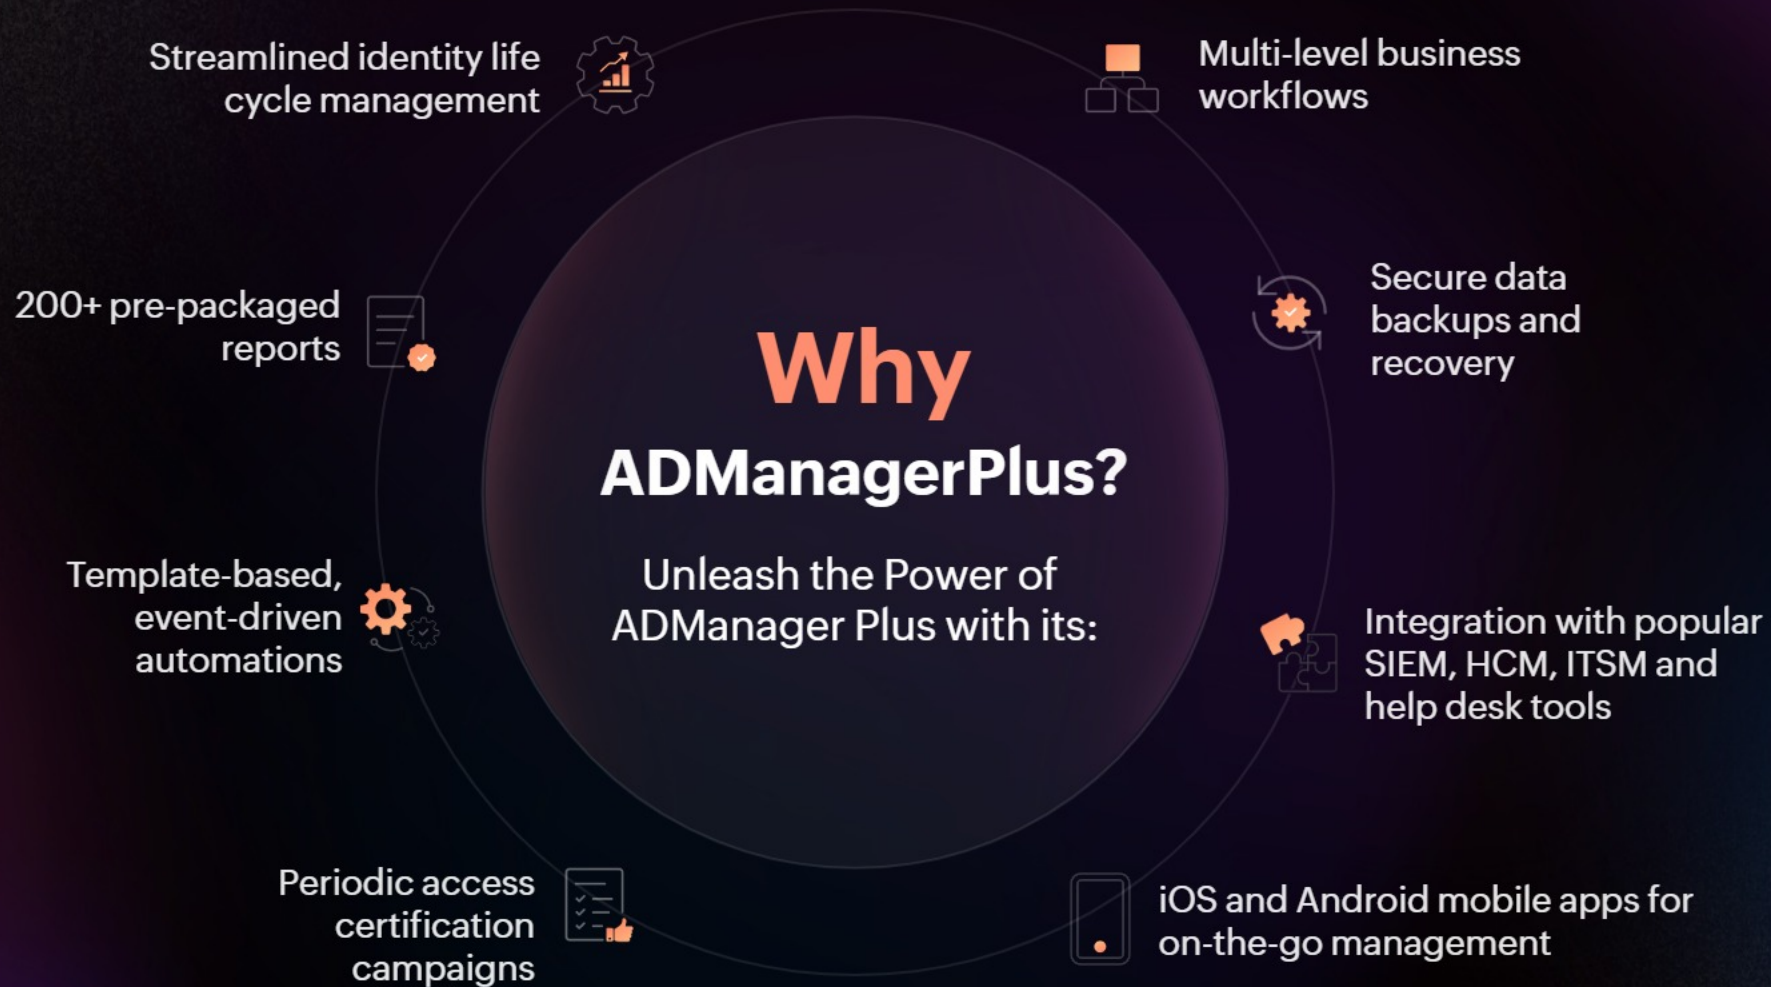 Streamlined identity life
cycle management
Multi-level business
workflows
200+ pre-packaged
reports
Secure data
backups and
recovery
Why
ADManagerPlus?
Unleash the Power of
ADManager Plus with its:
Template-based,
event-driven
automations
Integration with popular
SIEM, HCM, ITSM and
help desk tools
Periodic access
certification
campaigns
iOS and Android mobile apps for
on-the-go management